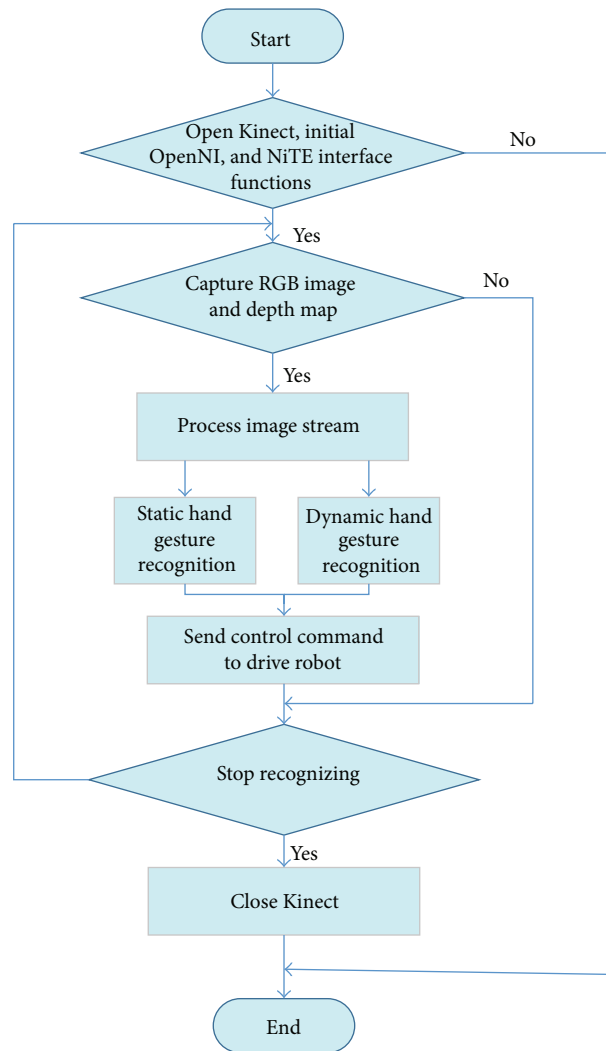 Start
Open Kinect, initial
OpenNI, and NiTE interface
functions
No
Yes
Capture RGB image
and depth map
No
Yes
Process image stream
Static hand
gesture
recognition
Dynamic hand
gesture
recognition
Send control command
to drive robot
Stop recognizing
Yes
Close Kinect
End